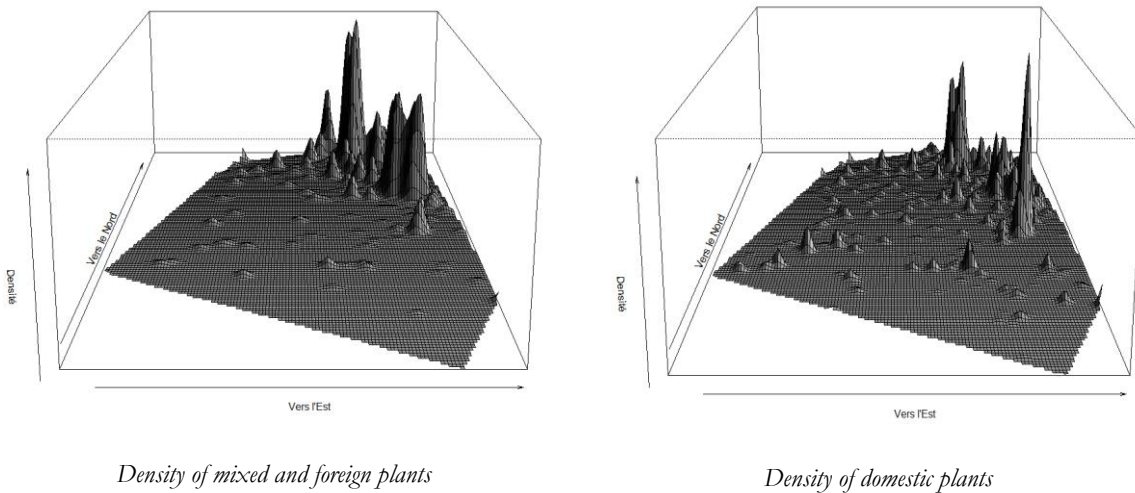 Densité
Vers le Nord
Vers l'Est
Density of mixed and foreign plants
Densité
Vers le Nord
Vers l'Est
Density of domestic plants